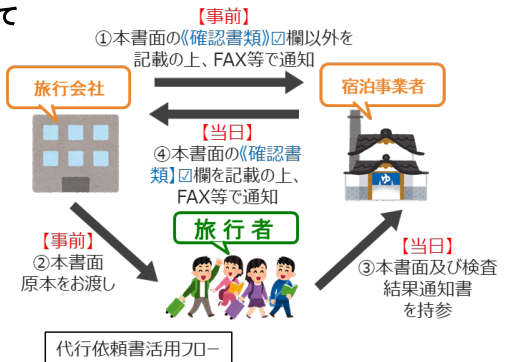 て
【事前】
①本書面の《確認書類》☑欄以外を
記載の上、FAX等で通知
旅行会社
宿泊事業者
【当日】
④本書面の《確認書
類】☑欄を記載の上、
FAX等で通知
ゆ
旅行者
【事前】
②本書面
原本をお渡し
【当日】
③本書面及び検査
結果通知書
を持参
代行依頼書活用フロー